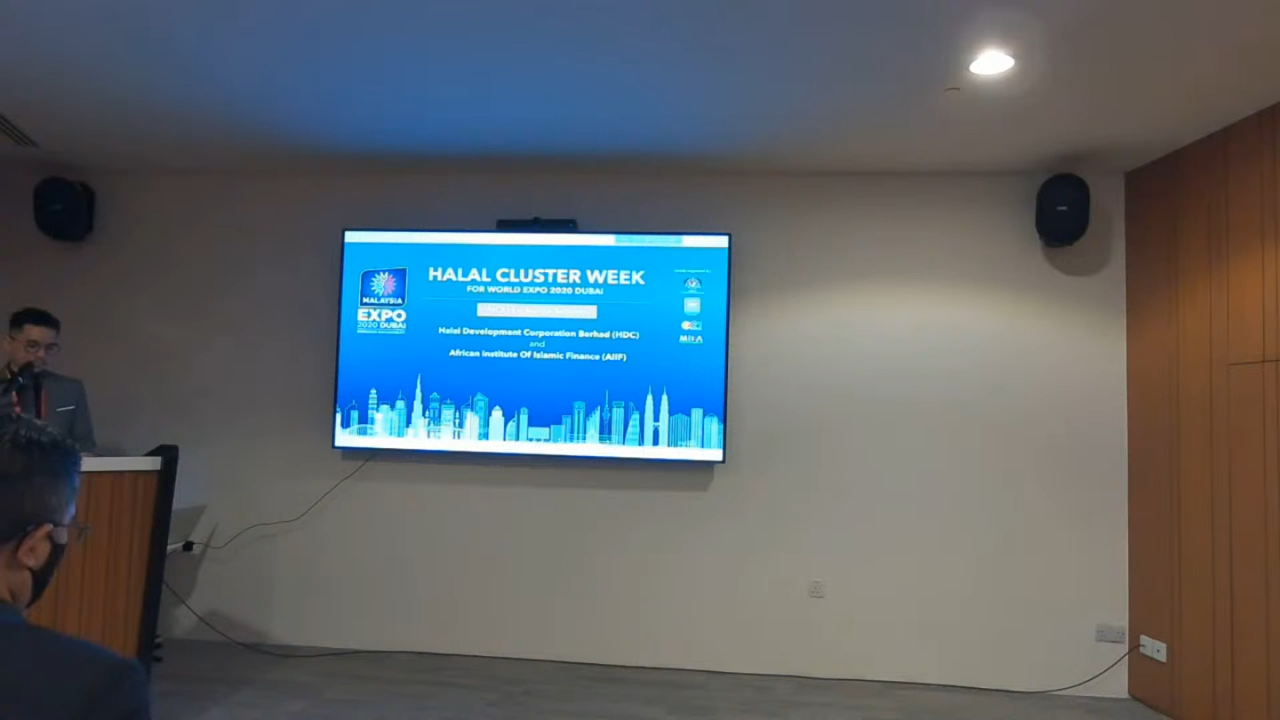 HALAL CLUSTER WEEK
FOR WORLD EXPO 2020 DUBAI
Halal Development Corporation Berhad (HDC)
and
African Institute Of Islamic Finance (AIIF)
MALAYSIA
EXPO
2020 DUBAI